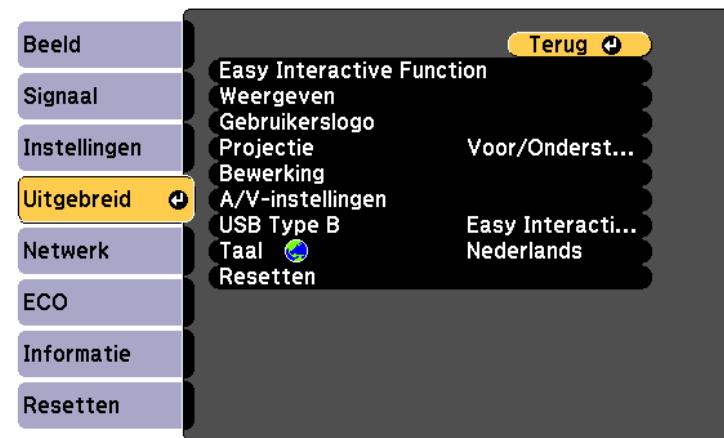 Beeld
Signaal
Instellingen
Uitgebreid
Netwerk
ECO
Informatie
Resetten
Terug
Easy Interactive Function
Weergeven
Gebruikerslogo
Projectie Voor/Onderst...
Bewerking
A/V-instellingen
USB Type B Easy Interacti...
Taal Nederlands
Resetten